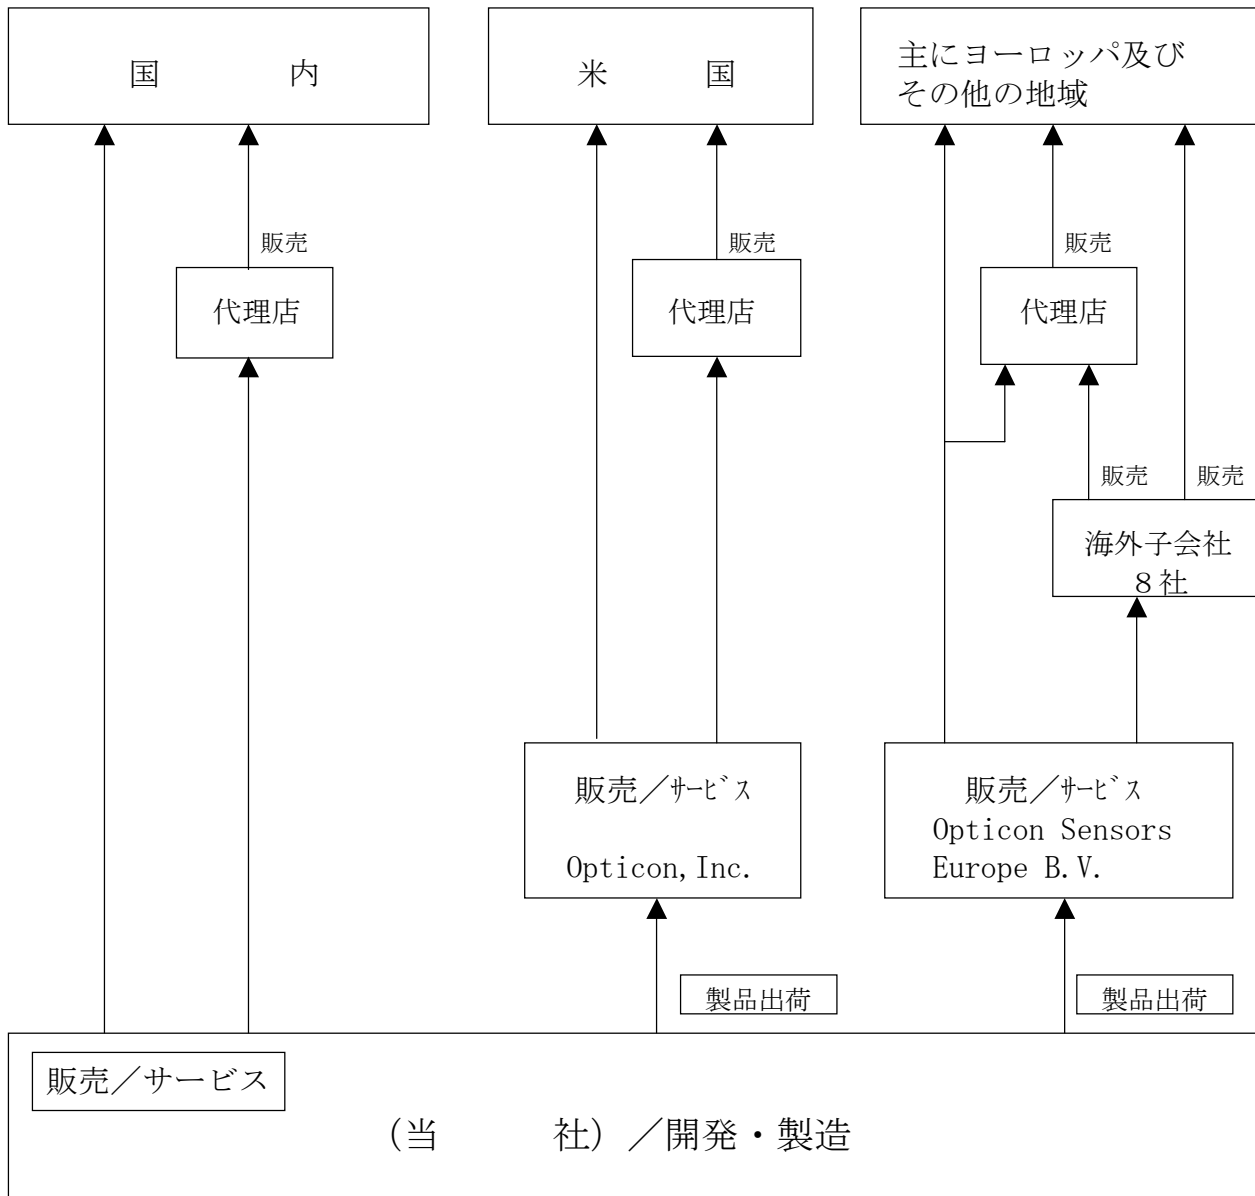 国　　　　内
米　　　国
主にヨーロッパ及び
その他の地域
販売
販売
販売
代理店
代理店
代理店
販売
販売
海外子会社
８社
販売／ｻｰﾋﾞｽ
Opticon,Inc.
販売／ｻｰﾋﾞｽ
Opticon Sensors
Europe B.V.
製品出荷
製品出荷
販売／サービス
（当　　　社）／開発・製造